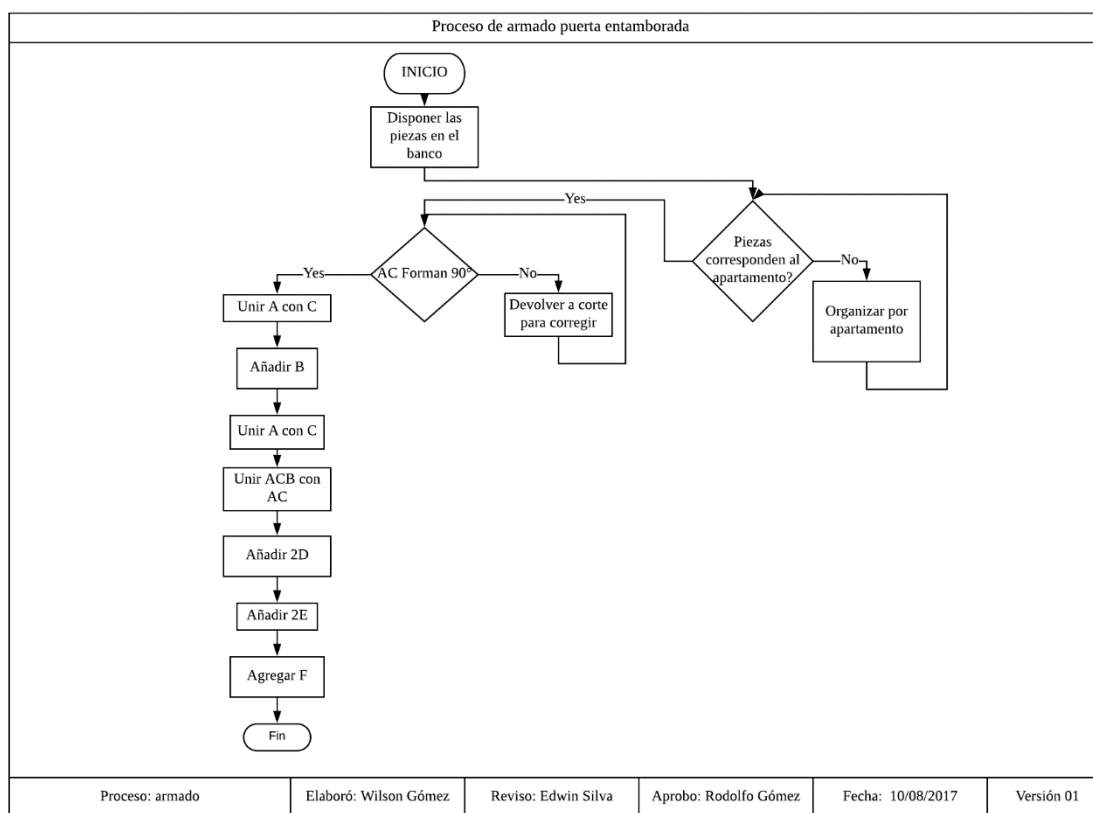 Proceso de armado puerta entamborada
INICIO
Disponer las
piezas en el
banco
Yes
Piezas
corresponden al
apartamento?
No
Organizar por
apartamento
AC Forman 90°
Yes
No
Devolver a corte
para corregir
Unir A con C
Añadir B
Unir A con C
Unir ACB con
AC
Añadir 2D
Añadir 2E
Agregar F
Fin
Proceso: armado
Elaboró: Wilson Gómez
Reviso: Edwin Silva
Aprobo: Rodolfo Gómez
Fecha: 10/08/2017
Versión 01